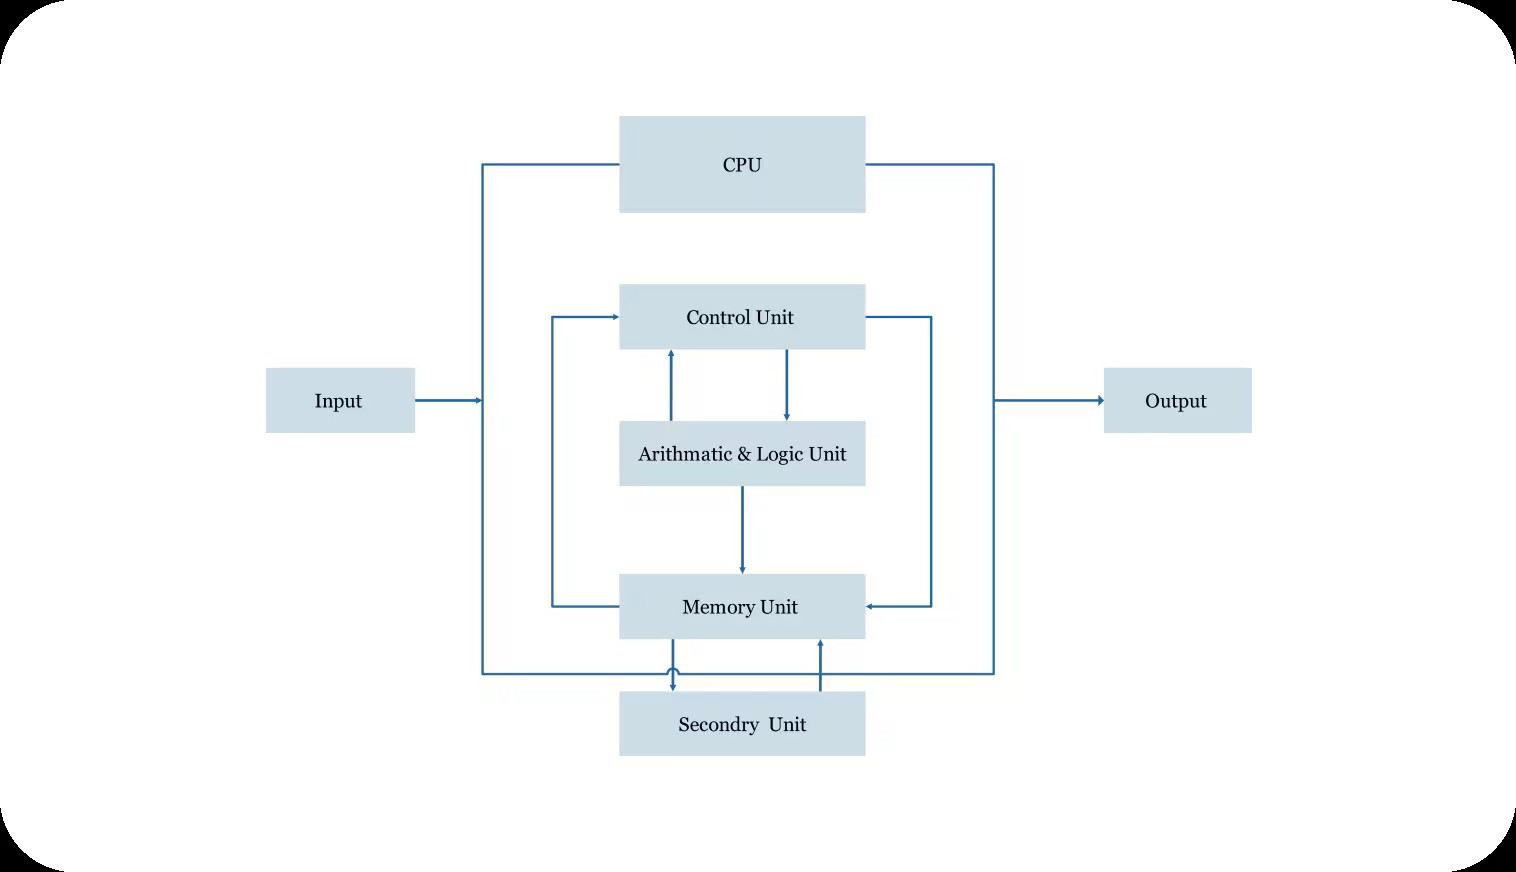 CPU
Control Unit
Input
Output
Arithmatic & Logic Unit
Memory Unit
Secondry Unit